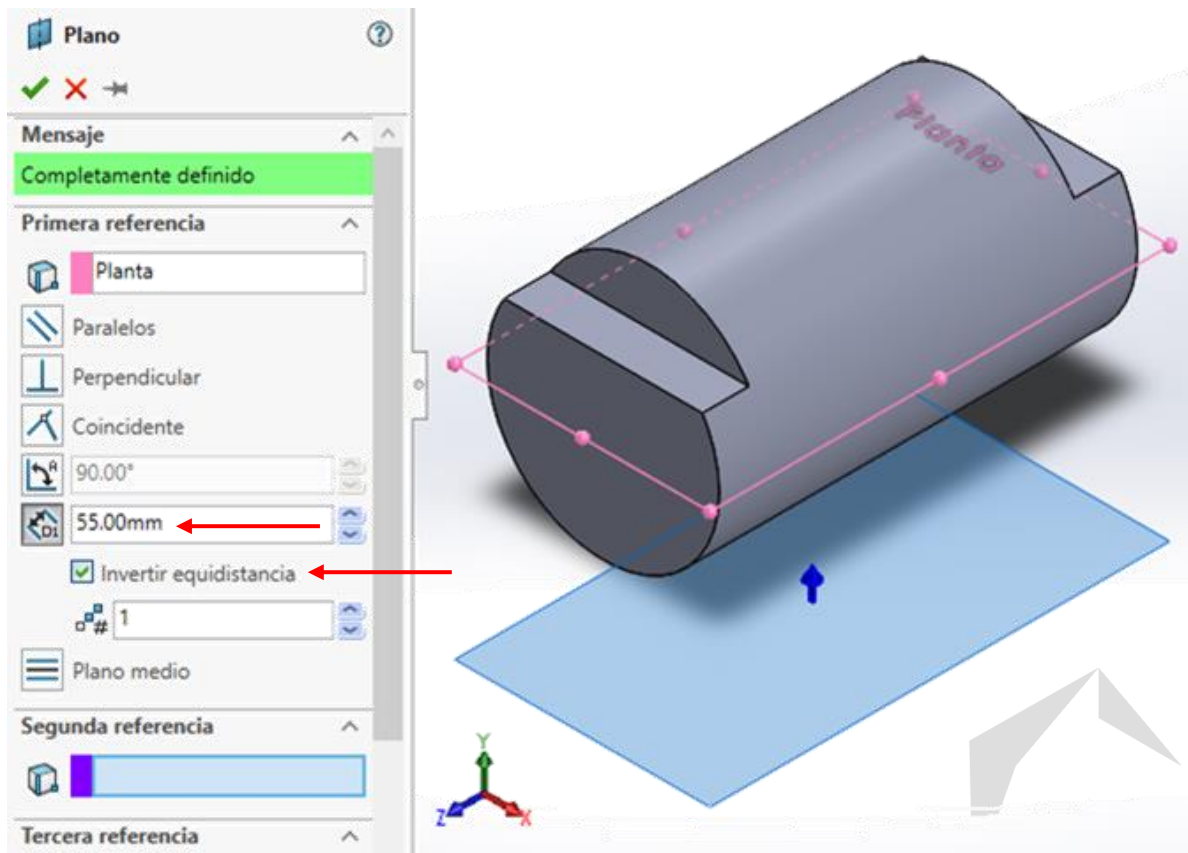 Plano
Mensaje
Completamente definido
Primera referencia
Planta
Paralelos
Perpendicular
Coincidente
90.00°
55.00mm
Invertir equidistancia
# 1
Plano medio
Segunda referencia
Tercera referencia
Planta
Y
Z
X